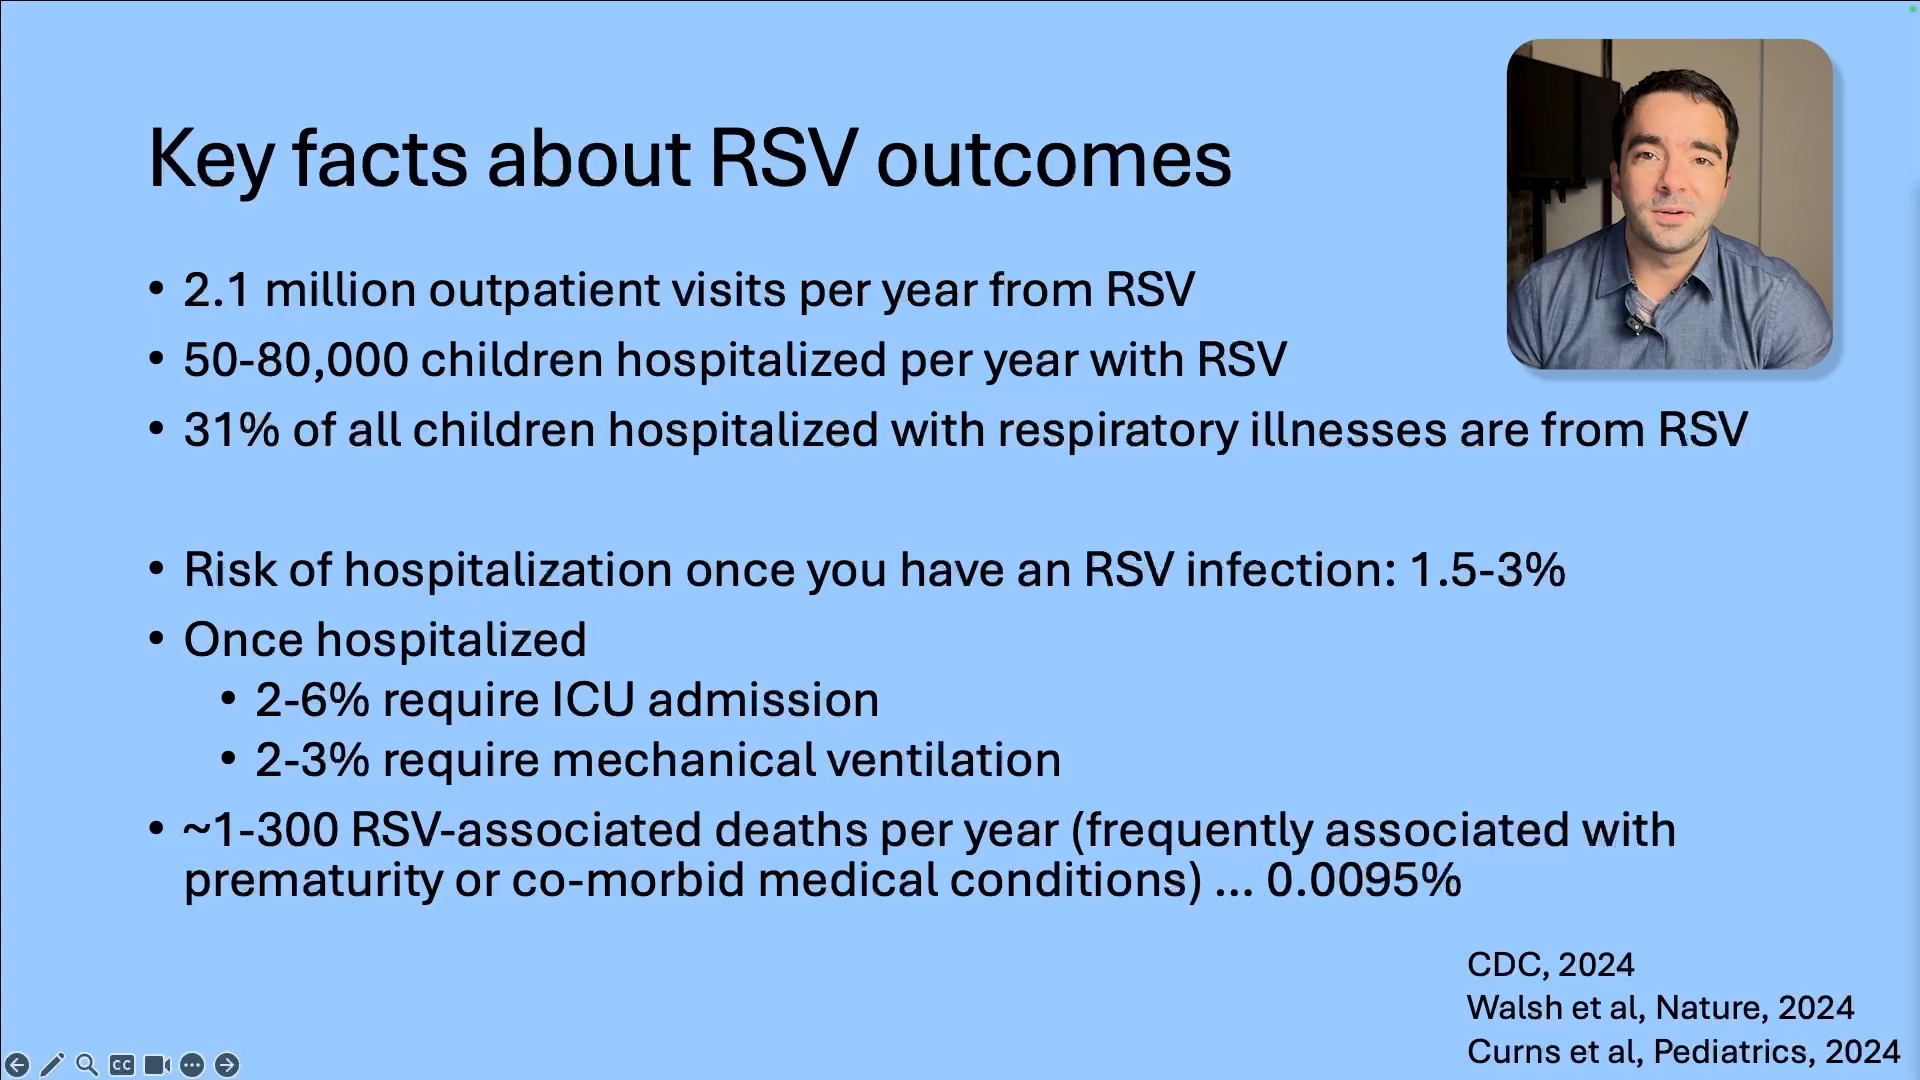 Key facts about RSV outcomes
• 2.1 million outpatient visits per year from RSV
• 50-80,000 children hospitalized per year with RSV
• 31% of all children hospitalized with respiratory illnesses are from RSV
• Risk of hospitalization once you have an RSV infection: 1.5-3%
• Once hospitalized
• 2-6% require ICU admission
• 2-3% require mechanical ventilation
• ~1-300 RSV-associated deaths per year (frequently associated with
prematurity or co-morbid medical conditions) ... 0.0095%
CDC, 2024
Walsh et al, Nature, 2024
Curns et al, Pediatrics, 2024
CC